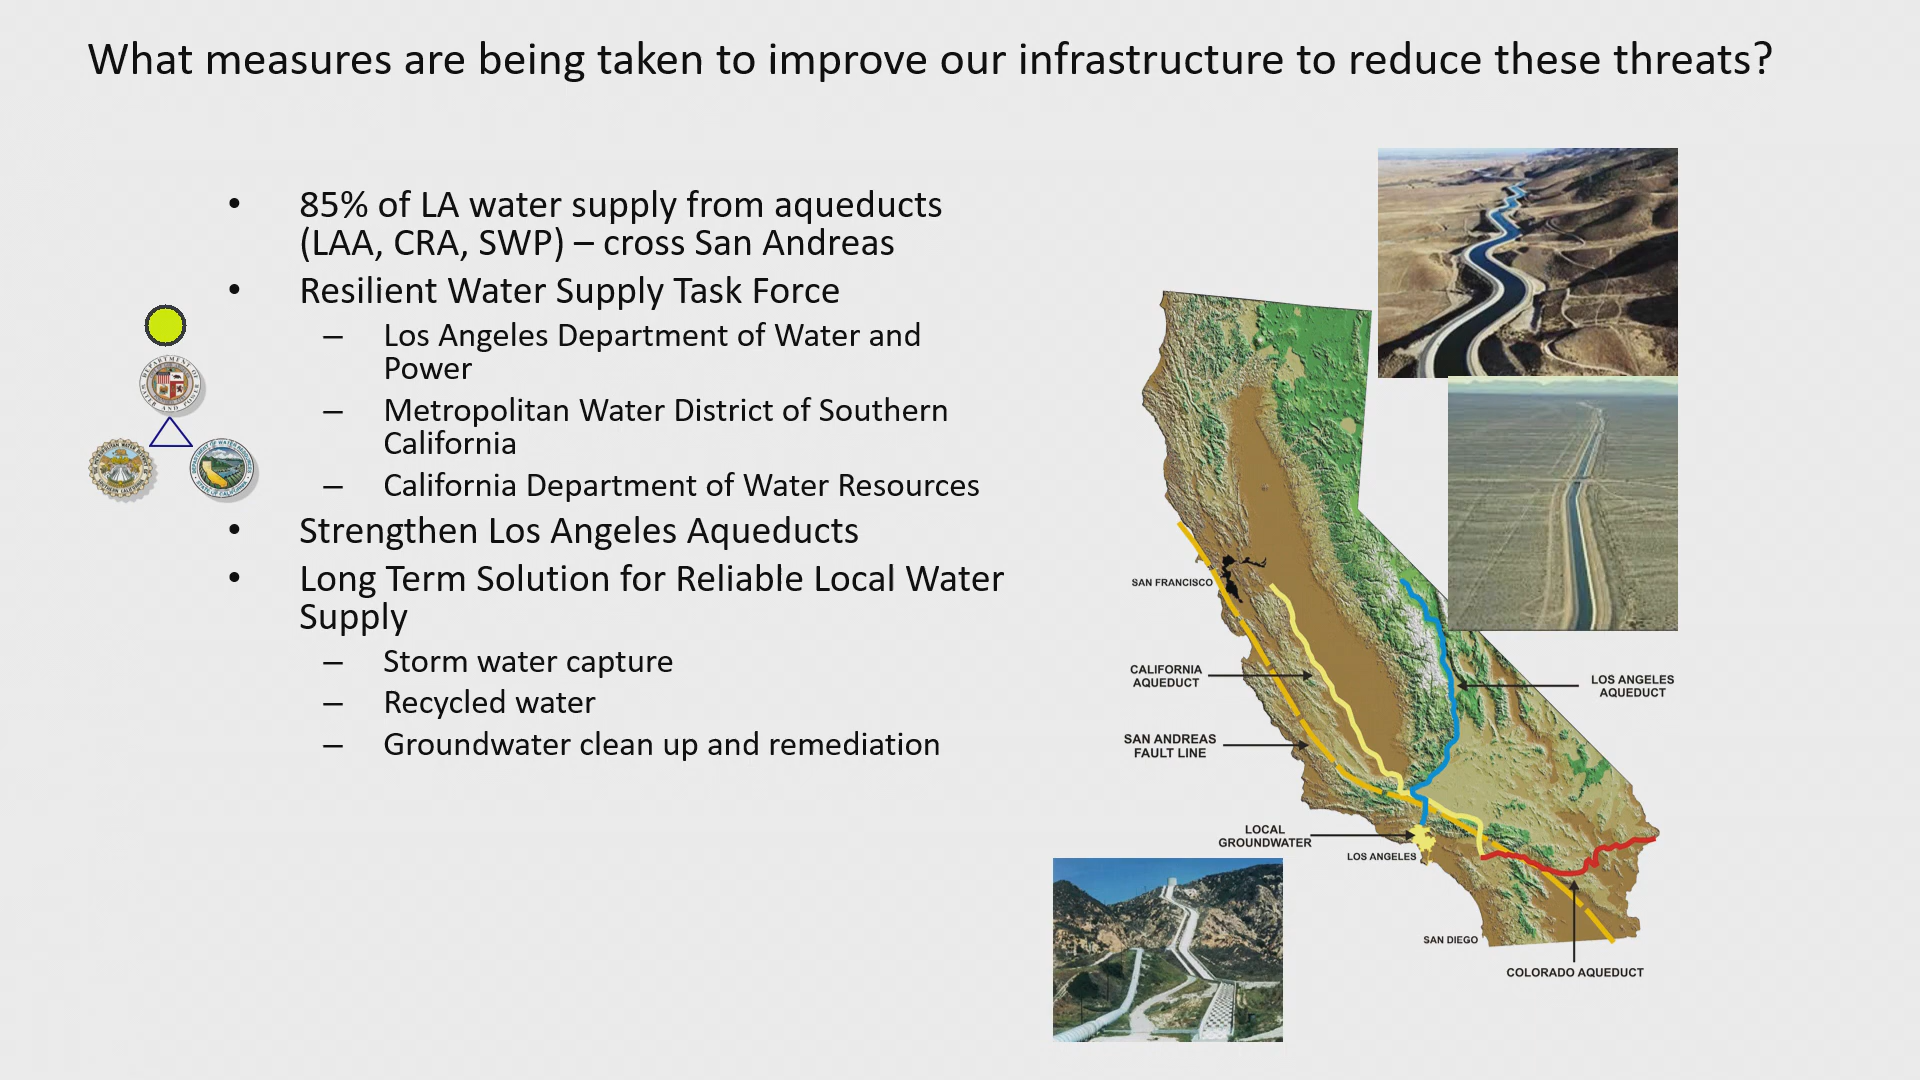 What measures are being taken to improve our infrastructure to reduce these threats?
• 85% of LA water supply from aqueducts
(LAA, CRA, SWP) – cross San Andreas
• Resilient Water Supply Task Force
– Los Angeles Department of Water and
Power
– Metropolitan Water District of Southern
California
– California Department of Water Resources
• Strengthen Los Angeles Aqueducts
• Long Term Solution for Reliable Local Water
Supply
– Storm water capture
– Recycled water
– Groundwater clean up and remediation
SAN FRANCISCO
CALIFORNIA
AQUEDUCT
LOS ANGELES
AQUEDUCT
SAN ANDREAS
FAULT LINE
LOCAL
GROUNDWATER
LOS ANGELES
SAN DIEGO
COLORADO AQUEDUCT